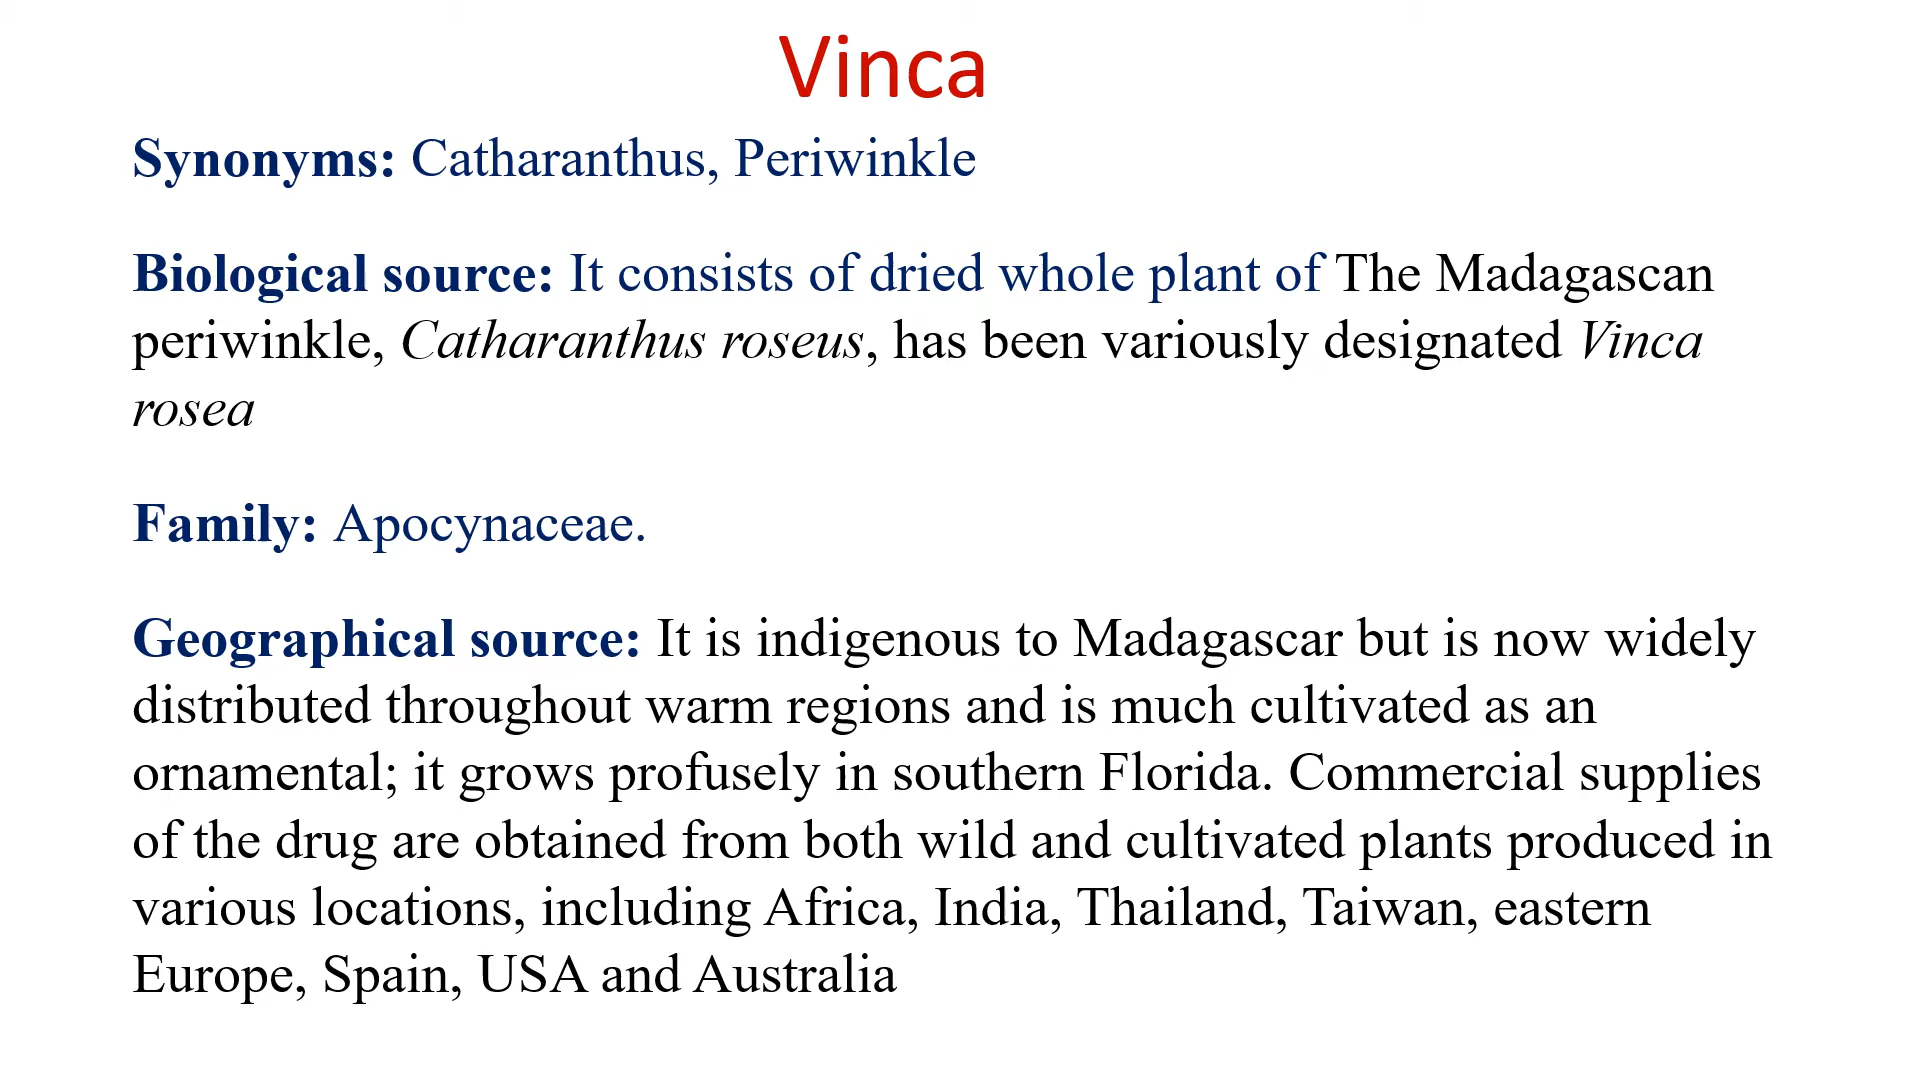 Vinca
Synonyms: Catharanthus, Periwinkle
Biological source: It consists of dried whole plant of The Madagascan
periwinkle, Catharanthus roseus, has been variously designated Vinca
rosea
Family: Apocynaceae.
Geographical source: It is indigenous to Madagascar but is now widely
distributed throughout warm regions and is much cultivated as an
ornamental; it grows profusely in southern Florida. Commercial supplies
of the drug are obtained from both wild and cultivated plants produced in
various locations, including Africa, India, Thailand, Taiwan, eastern
Europe, Spain, USA and Australia